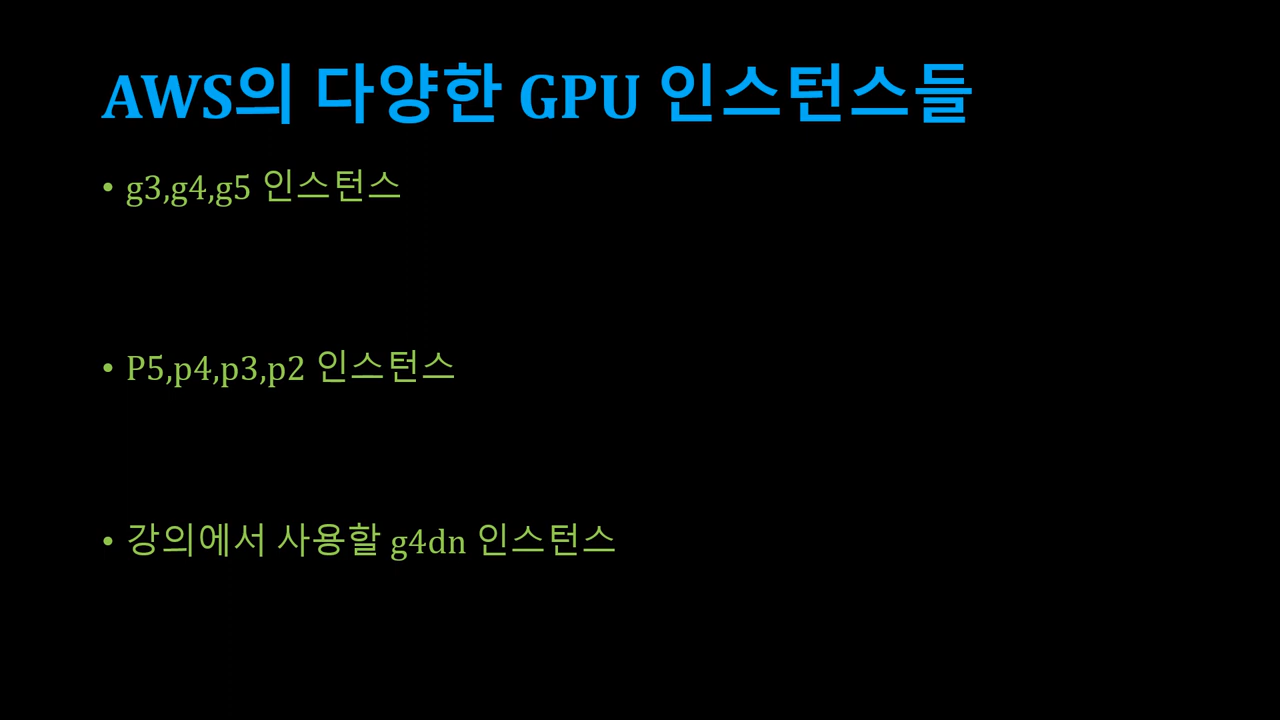 AWS의 다양한 GPU 인스턴스들
• g3,g4,g5 인스턴스
• P5,p4,p3,p2 인스턴스
• 강의에서 사용할 g4dn 인스턴스